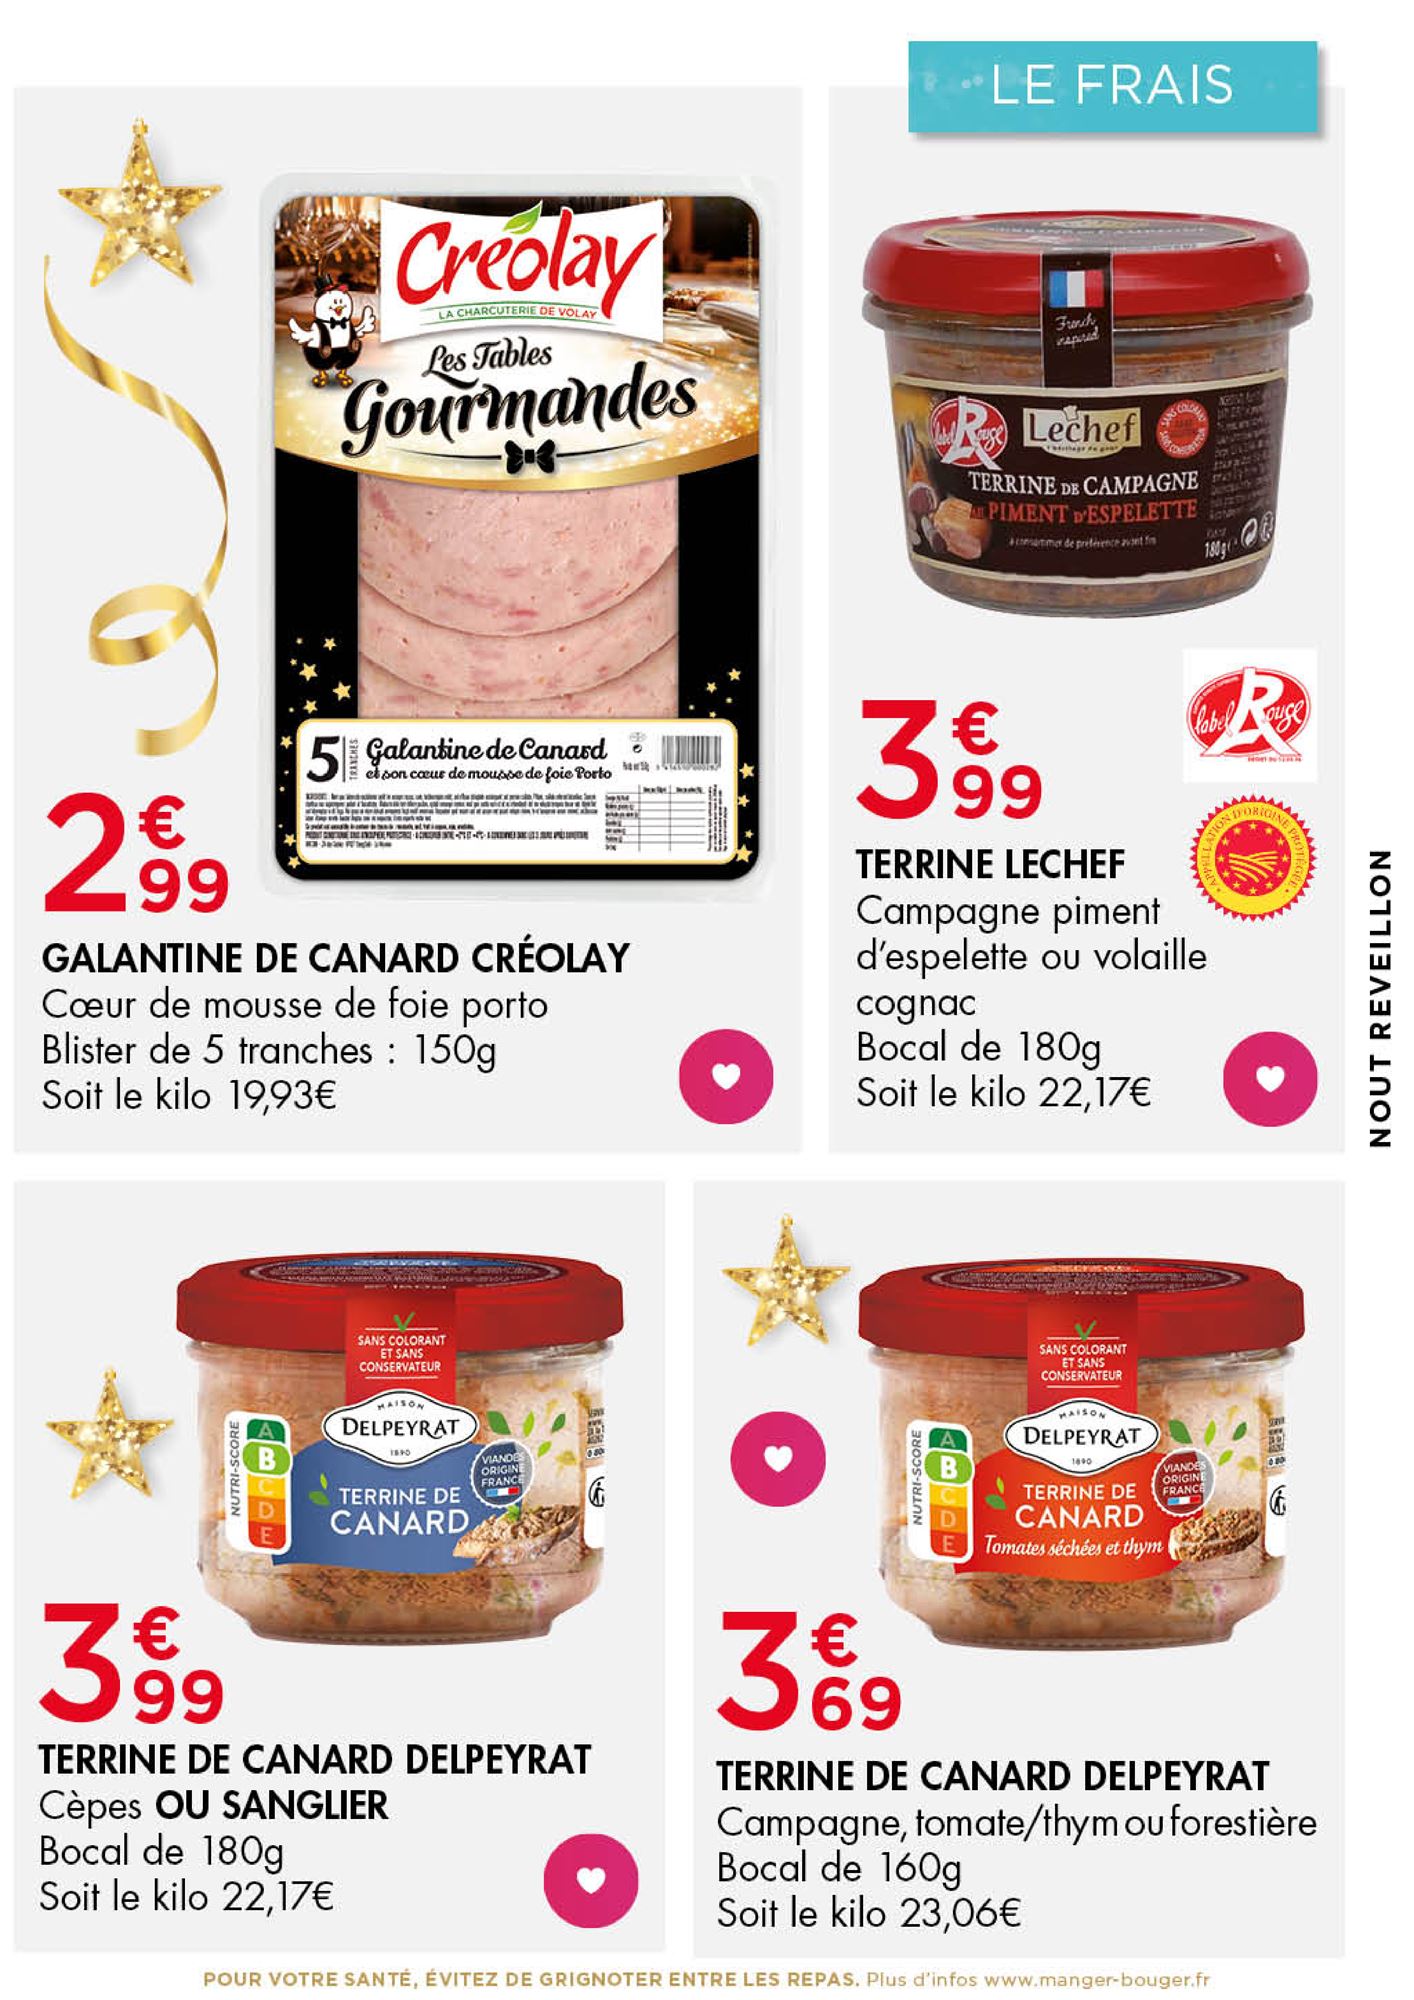 LE FRAIS
Créolay
LA CHARCUTERIE DE VOLAY
Les Tables
Gourmandes
5 TRANCHES
Galantine de Canard
et son cœur de mousse de foie Porto
2€99
GALANTINE DE CANARD CRÉOLAY
Cœur de mousse de foie porto
Blister de 5 tranches : 150g
Soit le kilo 19,93€
French
inspired
Label Rouge
Lechef
TERRINE DE CAMPAGNE
AU PIMENT D'ESPELETTE
à consommer de préférence avant fin
180g
3€99
label Rouge
APPELLATION D'ORIGINE PROTÉGÉE
TERRINE LECHEF
Campagne piment
d'espelette ou volaille
cognac
Bocal de 180g
Soit le kilo 22,17€
NOUT REVEILLON
SANS COLORANT
ET SANS
CONSERVATEUR
MAISON
DELPEYRAT
1890
NUTRI-SCORE
A
B
C
D
E
VIANDES
ORIGINE
FRANCE
TERRINE DE
CANARD
3€99
TERRINE DE CANARD DELPEYRAT
Cèpes OU SANGLIER
Bocal de 180g
Soit le kilo 22,17€
SANS COLORANT
ET SANS
CONSERVATEUR
MAISON
DELPEYRAT
1890
NUTRI-SCORE
A
B
C
D
E
VIANDES
ORIGINE
FRANCE
TERRINE DE
CANARD
Tomates séchées et thym
3€69
TERRINE DE CANARD DELPEYRAT
Campagne, tomate/thym ou forestière
Bocal de 160g
Soit le kilo 23,06€
POUR VOTRE SANTÉ, ÉVITEZ DE GRIGNOTER ENTRE LES REPAS. Plus d'infos www.manger-bouger.fr